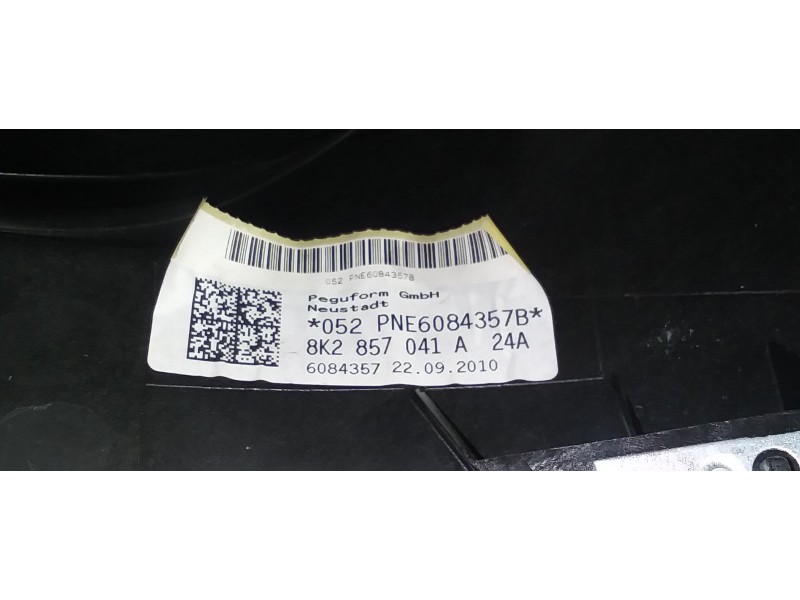 052 PNE6084357B
Peguform GmbH
Neustadt
*052 PNE6084357B*
8K2 857 041 A 24A
6084357 22.09.2010